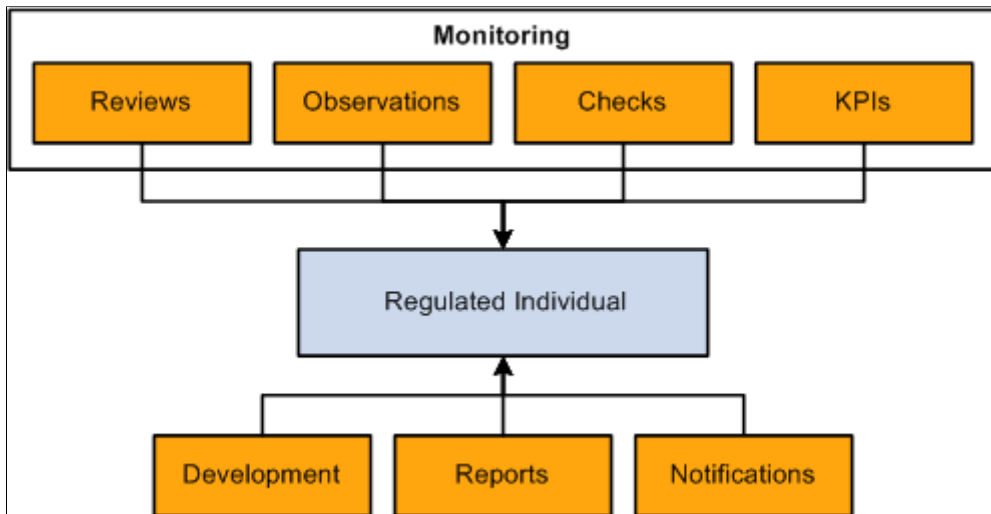 Monitoring
Reviews
Observations
Checks
KPIs
Regulated Individual
Development
Reports
Notifications